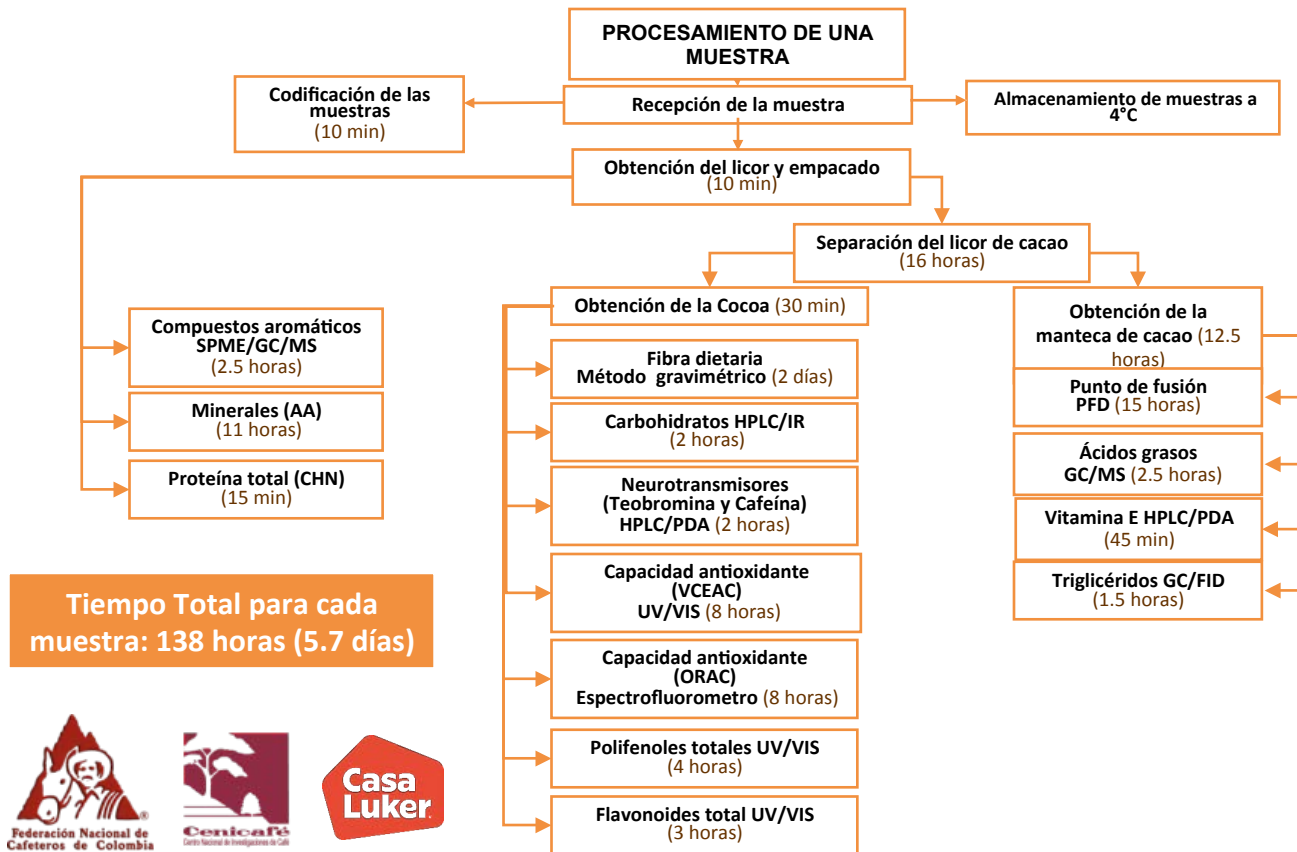 PROCESAMIENTO DE UNA
MUESTRA
Codificación de las
muestras
(10 min)
Recepción de la muestra
Almacenamiento de muestras a
4°C
Obtención del licor y empacado
(10 min)
Separación del licor de cacao
(16 horas)
Compuestos aromáticos
SPME/GC/MS
(2.5 horas)
Minerales (AA)
(11 horas)
Proteína total (CHN)
(15 min)
Obtención de la Cocoa (30 min)
Fibra dietaria
Método gravimétrico (2 días)
Carbohidratos HPLC/IR
(2 horas)
Neurotransmisores
(Teobromina y Cafeína)
HPLC/PDA (2 horas)
Capacidad antioxidante
(VCEAC)
UV/VIS (8 horas)
Capacidad antioxidante
(ORAC)
Espectrofluorometro (8 horas)
Polifenoles totales UV/VIS
(4 horas)
Flavonoides total UV/VIS
(3 horas)
Obtención de la
manteca de cacao (12.5
horas)
Punto de fusión
PFD (15 horas)
Ácidos grasos
GC/MS (2.5 horas)
Vitamina E HPLC/PDA
(45 min)
Triglicéridos GC/FID
(1.5 horas)
Tiempo Total para cada
muestra: 138 horas (5.7 días)
Federación Nacional de
Cafeteros de Colombia
®
Cenicafé
Centro Nacional de Investigaciones de Café
Casa
Luker